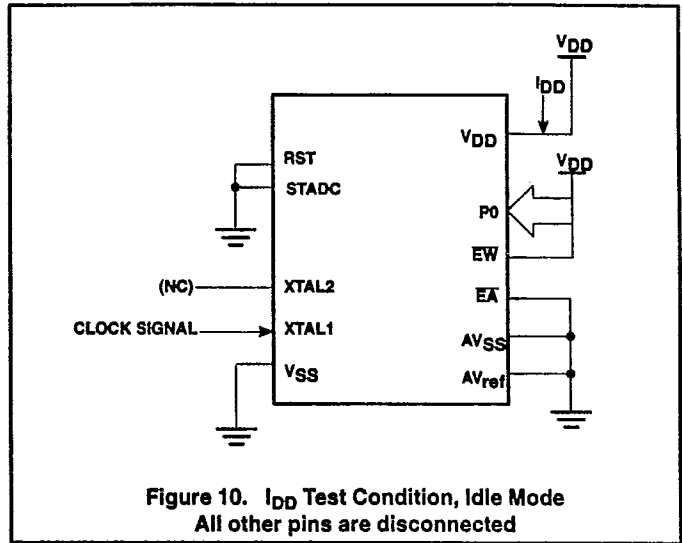 VDD
IDD
VDD
RST
STADC
VDD
P0
EW
(NC)
XTAL2
EA
CLOCK SIGNAL
XTAL1
AVSS
VSS
AVref
Figure 10. IDD Test Condition, Idle Mode
All other pins are disconnected